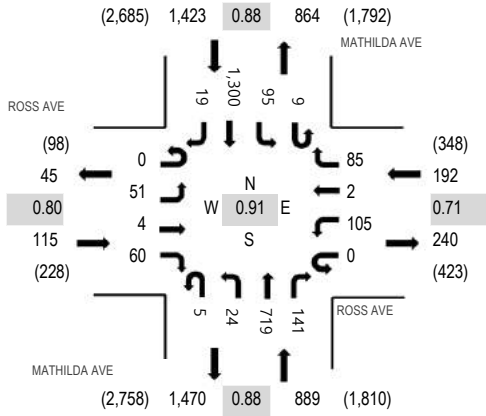 (2,685) 1,423 0.88 864 (1,792)
MATHILDA AVE
19 1,300 95 9
ROSS AVE
(98)
45
0.80
115
(228)
0
51
4
60
N
W 0.91 E
S
85
2
105
0
(348)
192
0.71
240
(423)
5 24 719 141
ROSS AVE
MATHILDA AVE
(2,758) 1,470 0.88 889 (1,810)